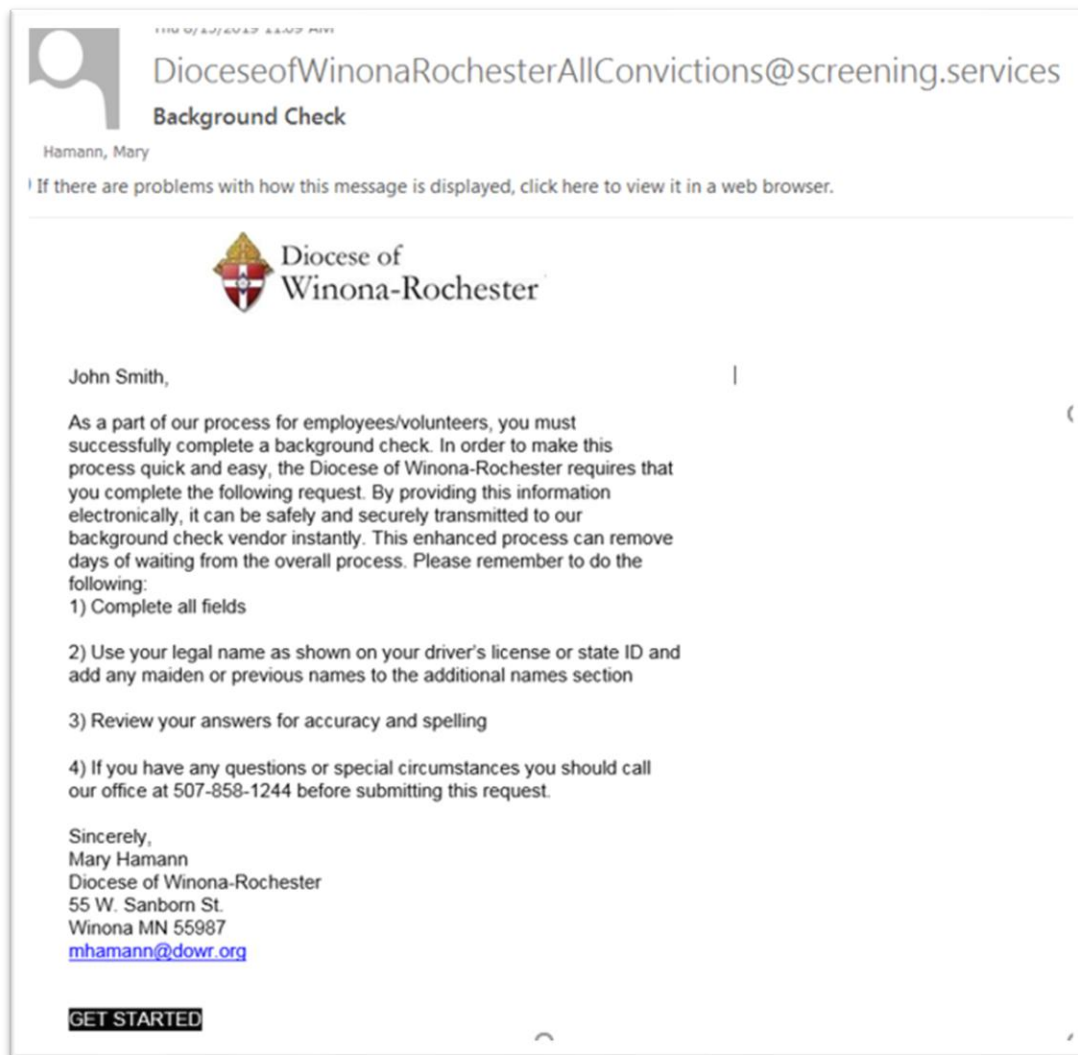 Thu 8/15/2019 11:09 AM
DioceseofWinonaRochesterAllConvictions@screening.services
Background Check
Hamann, Mary
If there are problems with how this message is displayed, click here to view it in a web browser.
Diocese of
Winona-Rochester
John Smith,
As a part of our process for employees/volunteers, you must
successfully complete a background check. In order to make this
process quick and easy, the Diocese of Winona-Rochester requires that
you complete the following request. By providing this information
electronically, it can be safely and securely transmitted to our
background check vendor instantly. This enhanced process can remove
days of waiting from the overall process. Please remember to do the
following:
1) Complete all fields
2) Use your legal name as shown on your driver's license or state ID and
add any maiden or previous names to the additional names section
3) Review your answers for accuracy and spelling
4) If you have any questions or special circumstances you should call
our office at 507-858-1244 before submitting this request.
Sincerely,
Mary Hamann
Diocese of Winona-Rochester
55 W. Sanborn St.
Winona MN 55987
mhamann@dowr.org
GET STARTED